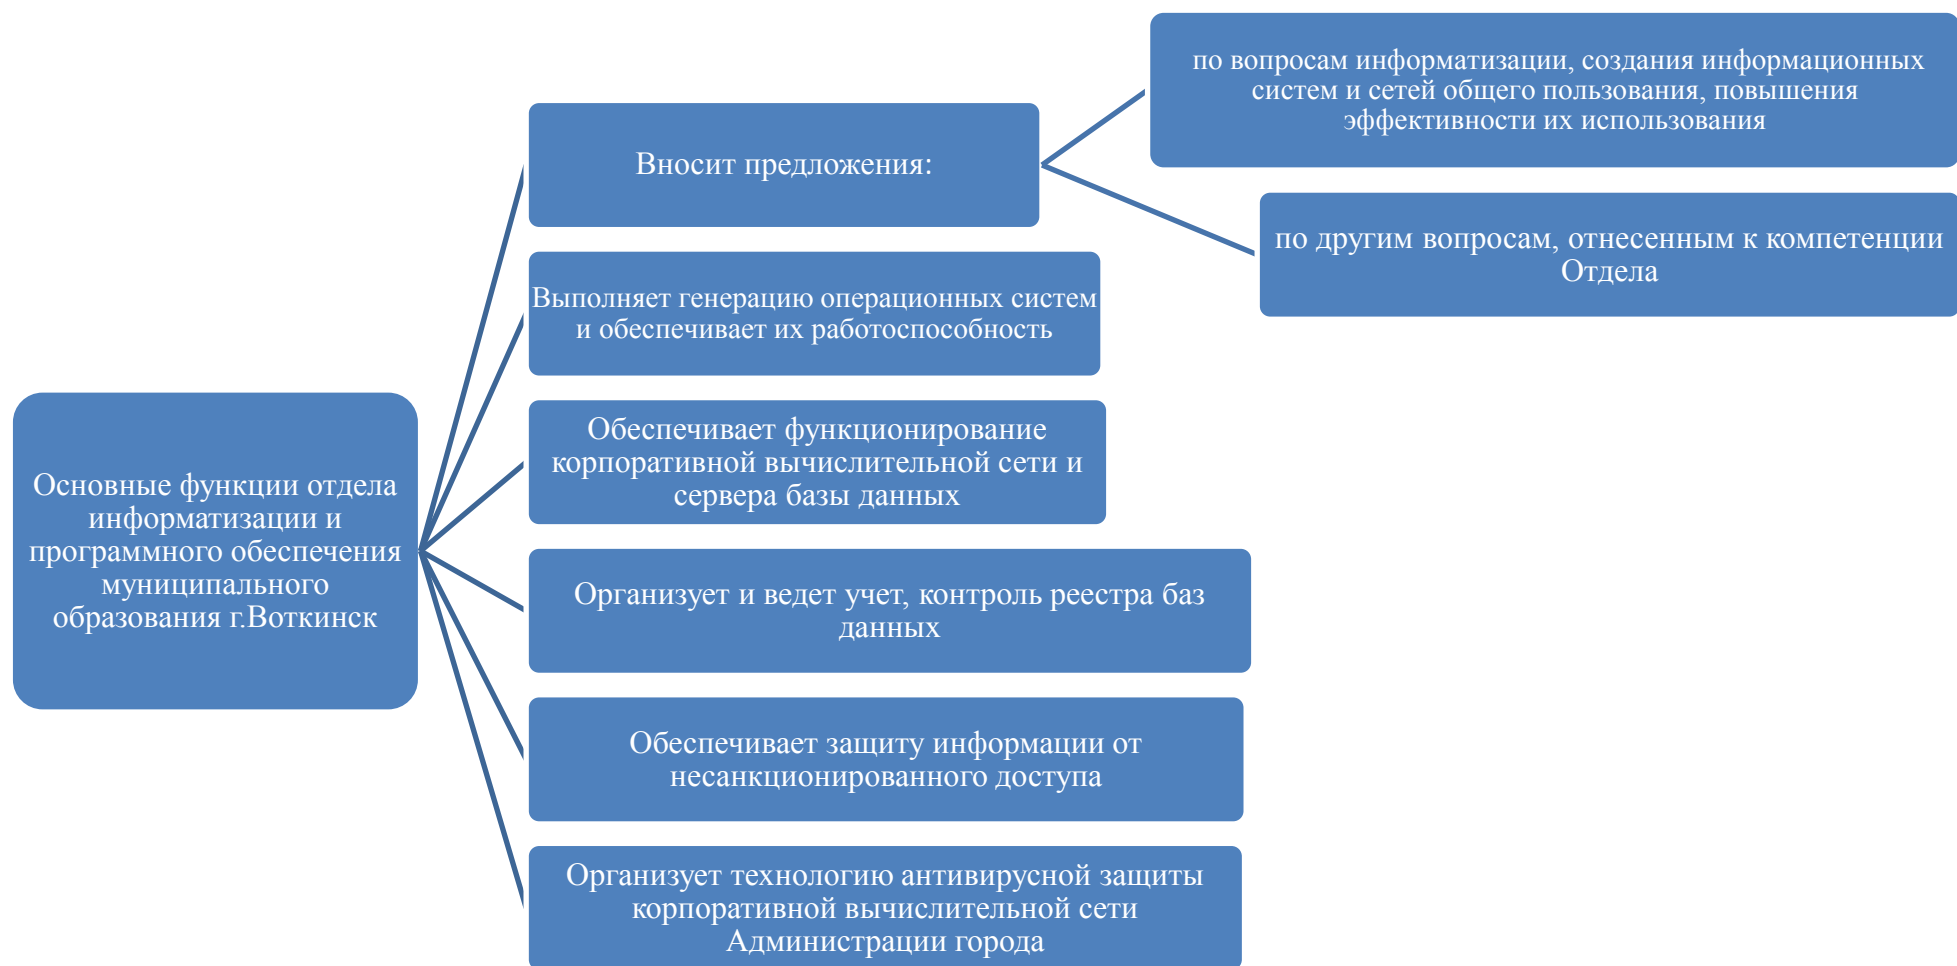 Основные функции отдела
информатизации и
программного обеспечения
муниципального
образования г.Воткинск
Вносит предложения:
по вопросам информатизации, создания информационных
систем и сетей общего пользования, повышения
эффективности их использования
по другим вопросам, отнесенным к компетенции
Отдела
Выполняет генерацию операционных систем
и обеспечивает их работоспособность
Обеспечивает функционирование
корпоративной вычислительной сети и
сервера базы данных
Организует и ведет учет, контроль реестра баз
данных
Обеспечивает защиту информации от
несанкционированного доступа
Организует технологию антивирусной защиты
корпоративной вычислительной сети
Администрации города